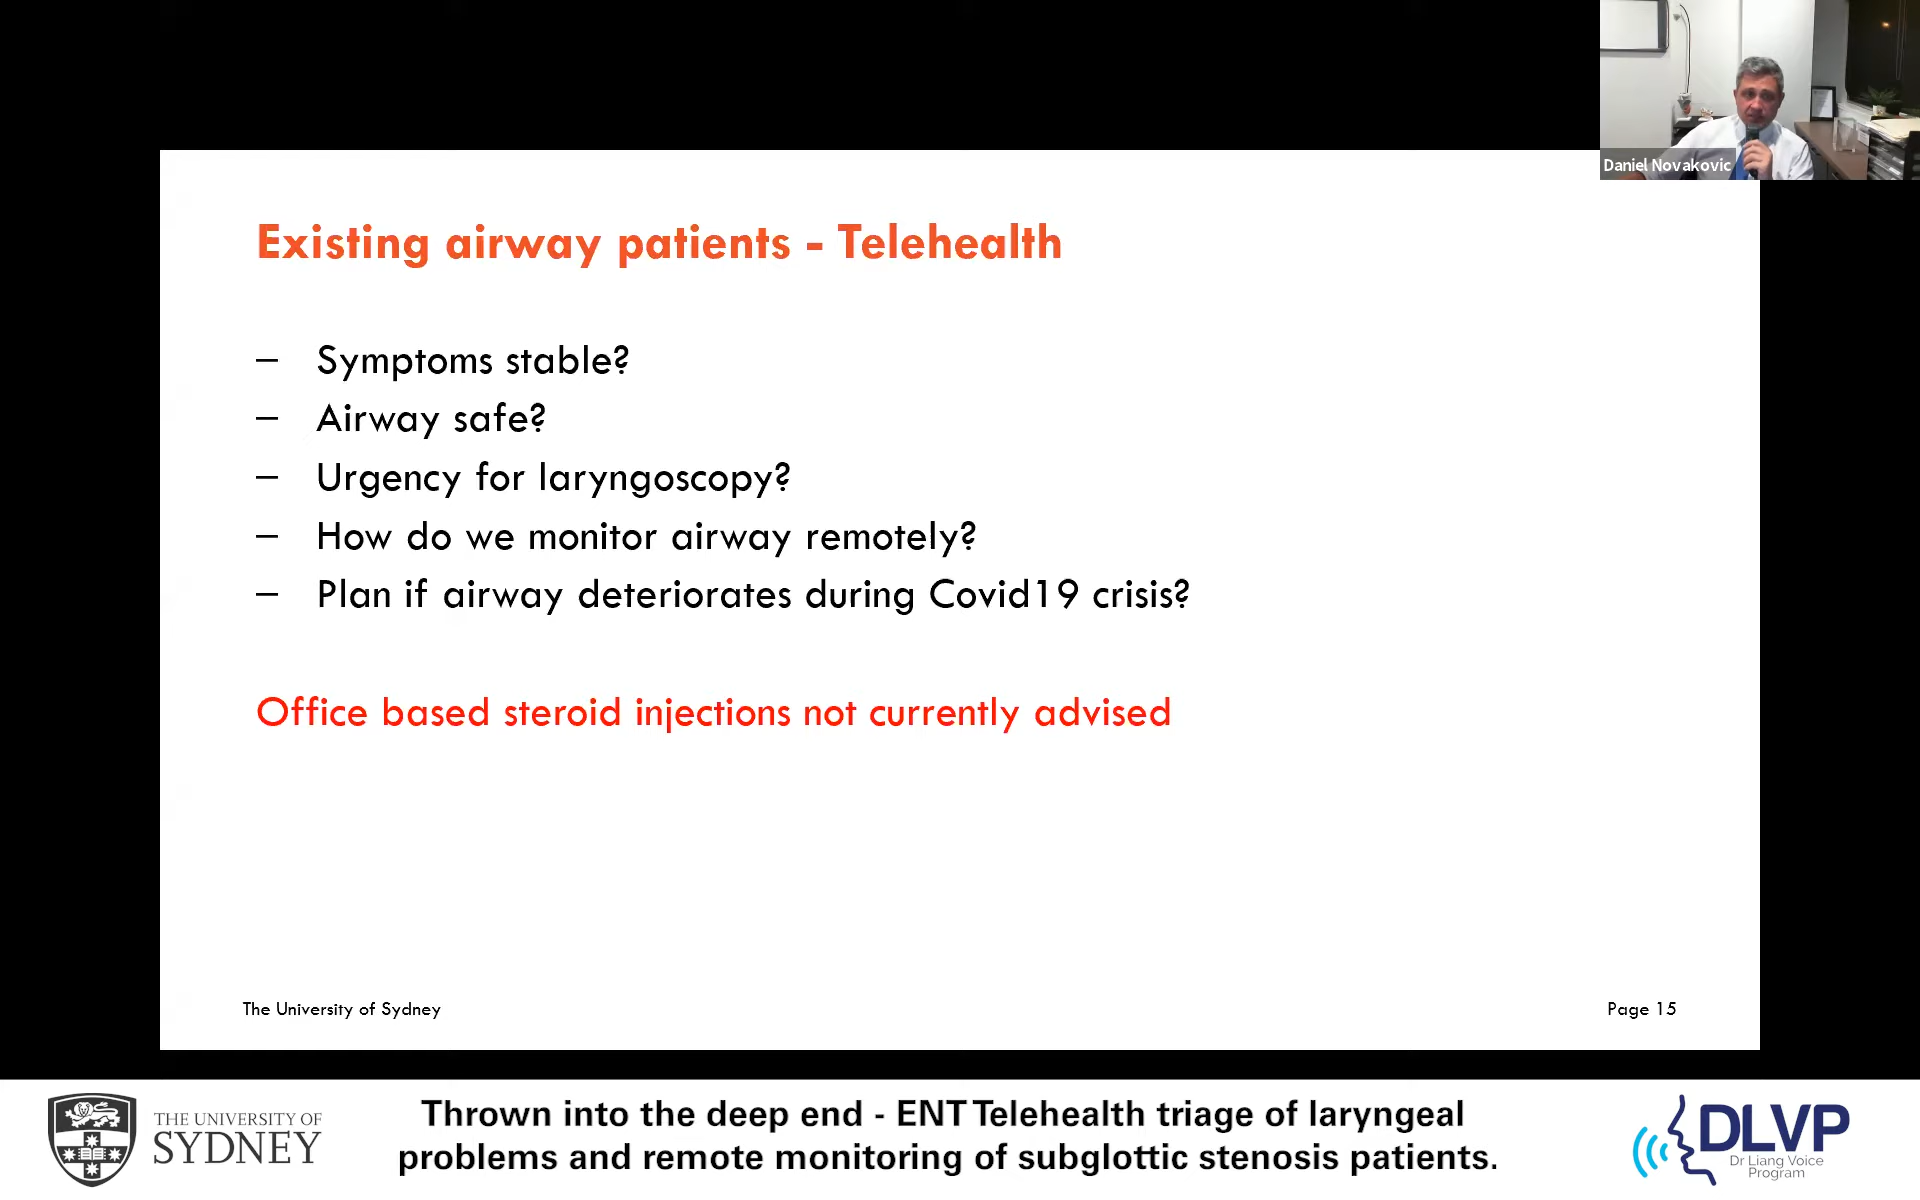 Daniel Novakovic
Existing airway patients - Telehealth
– Symptoms stable?
– Airway safe?
– Urgency for laryngoscopy?
– How do we monitor airway remotely?
– Plan if airway deteriorates during Covid19 crisis?
Office based steroid injections not currently advised
The University of Sydney
Page 15
THE UNIVERSITY OF
SYDNEY
Thrown into the deep end - ENT Telehealth triage of laryngeal
problems and remote monitoring of subglottic stenosis patients.
DLVP
Dr Liang Voice
Program